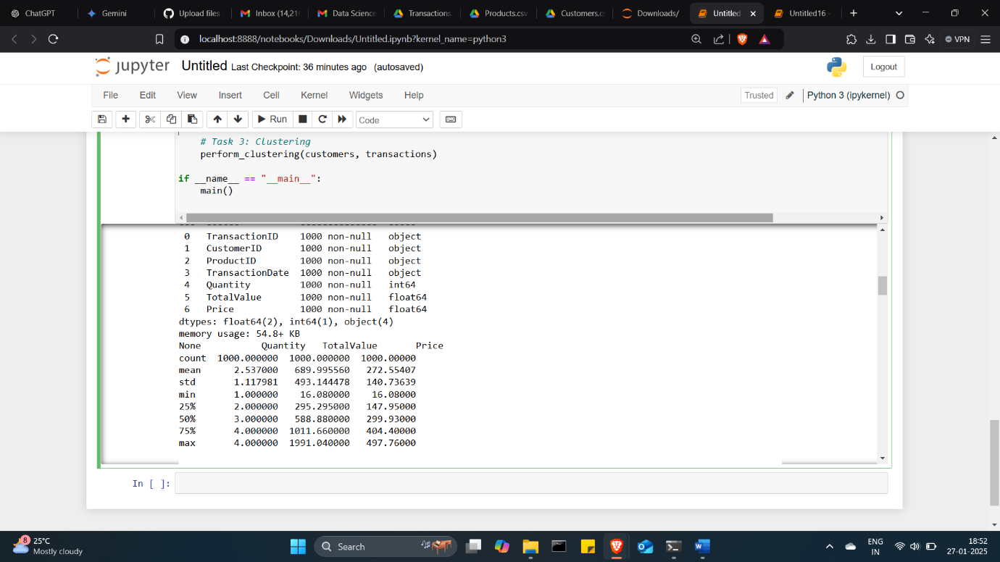 ChatGPT
Gemini
Upload files
Inbox (14,21
Data Science
Transactions.
Products.csv
Customers.cs
Downloads/
Untitled
Untitled16 -
localhost:8888/notebooks/Downloads/Untitled.ipynb?kernel_name=python3
VPN
jupyter Untitled Last Checkpoint: 36 minutes ago (autosaved)
Logout
File Edit View Insert Cell Kernel Widgets Help
Trusted
Python 3 (ipykernel)
Run
Code
# Task 3: Clustering
perform_clustering(customers, transactions)
if __name__ == "__main__":
main()
0 TransactionID 1000 non-null object
1 CustomerID 1000 non-null object
2 ProductID 1000 non-null object
3 TransactionDate 1000 non-null object
4 Quantity 1000 non-null int64
5 TotalValue 1000 non-null float64
6 Price 1000 non-null float64
dtypes: float64(2), int64(1), object(4)
memory usage: 54.8+ KB
None Quantity TotalValue Price
count 1000.000000 1000.000000 1000.00000
mean 2.537000 689.995560 272.55407
std 1.117981 493.144478 140.73639
min 1.000000 16.080000 16.08000
25% 2.000000 295.295000 147.95000
50% 3.000000 588.880000 299.93000
75% 4.000000 1011.660000 404.40000
max 4.000000 1991.040000 497.76000
In [ ]:
8
25°C
Mostly cloudy
Search
ENG
IN
18:52
27-01-2025